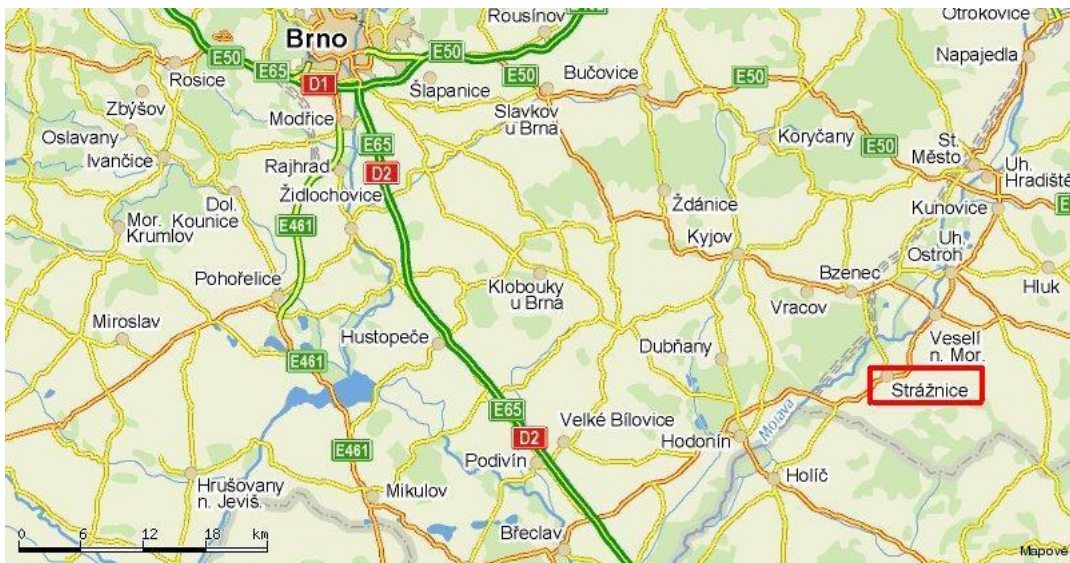 Otrokovice
Rousínov
Brno
E50
E50
Napajedla
E65
E50
Bučovice
E50
Rosice
D1
Šlapanice
Zbýšov
Slavkov
u Brna
Modřice
Oslavany
E65
Koryčany
E50
St.
Město
Ivančice
Rajhrad
D2
Uh.
Hradiště
Židlochovice
Dol.
Kounice
Ždánice
Kunovice
E
Mor.
Krumlov
E461
Kyjov
Uh.
Ostroh
Pohořelice
Klobouky
u Brna
Bzenec
Hluk
Vracov
Miroslav
Hustopeče
Veselí
n. Mor.
Dubňany
E461
Strážnice
E65
Velké Bílovice
Morava
D2
Hodonín
E461
Podivín
Holíč
Hrušovany
n. Jeviš.
Mikulov
Břeclav
0 6 12 18 km
Mapové